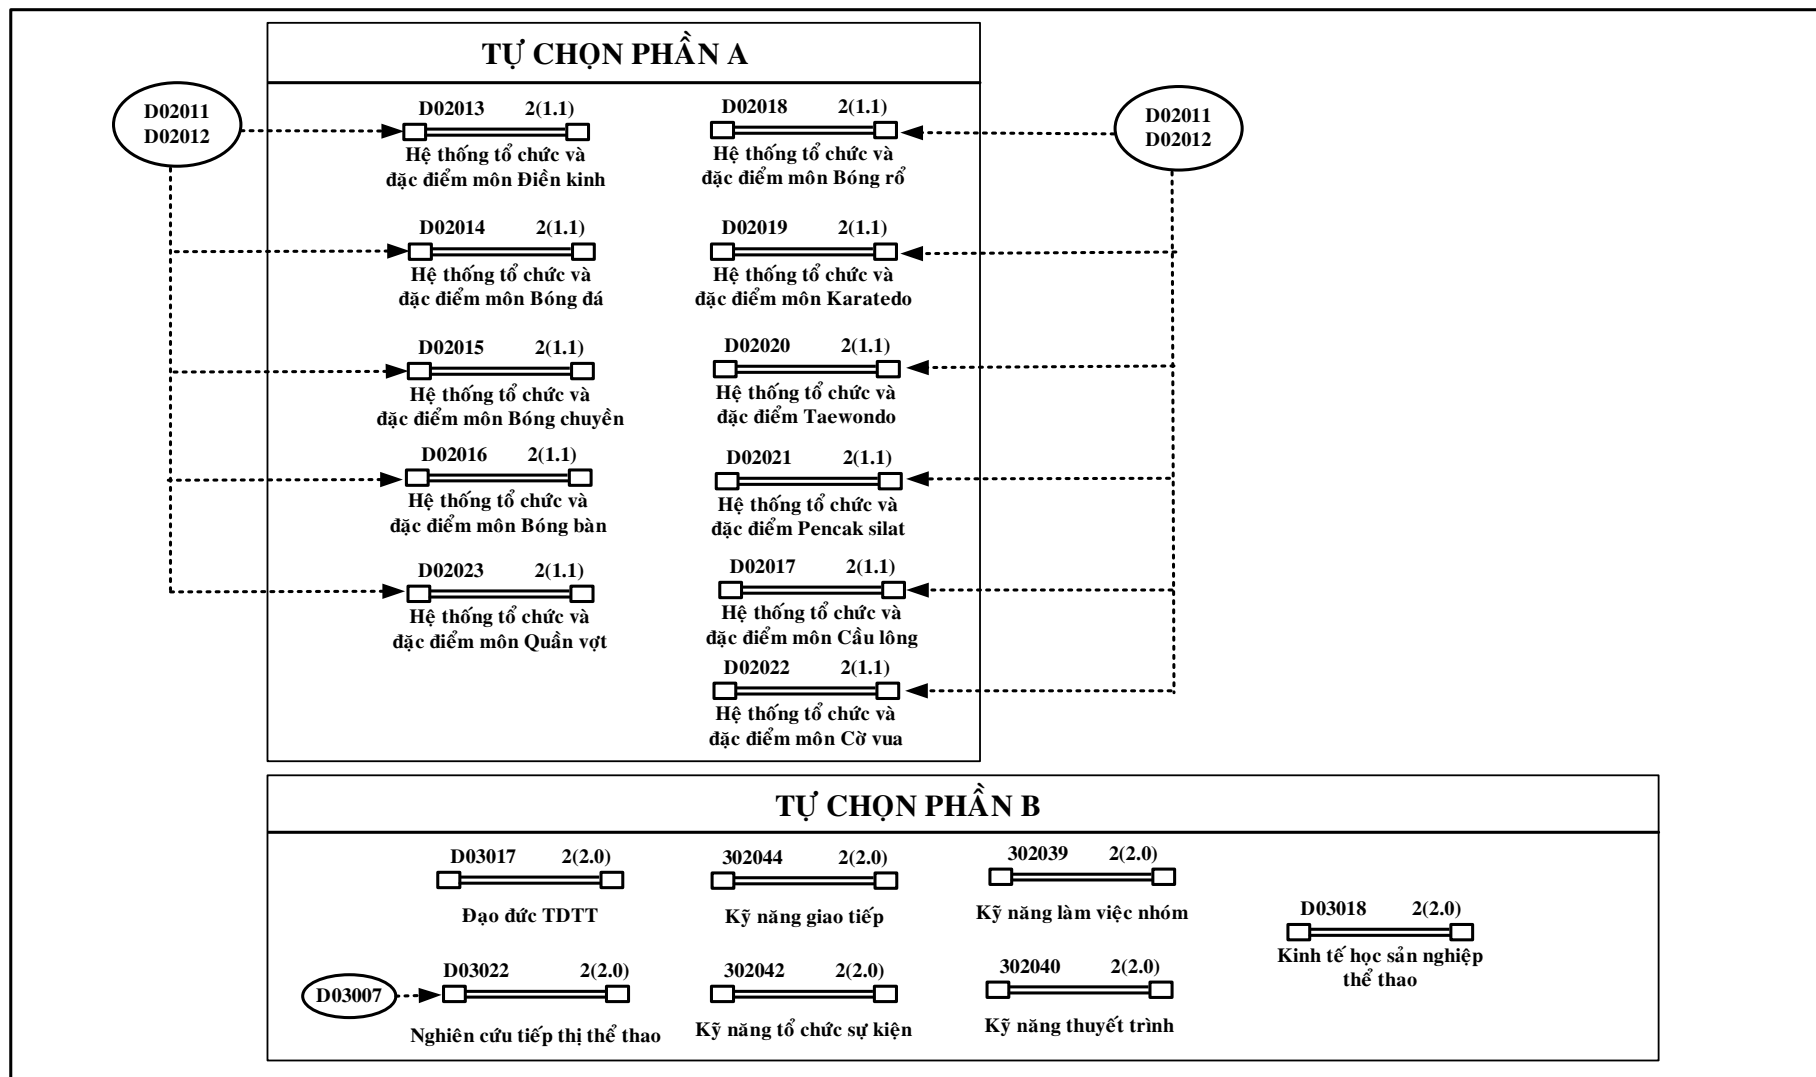 TỰ CHỌN PHẦN A
D02011
D02012
D02013 2(1.1)
Hệ thống tổ chức và
đặc điểm môn Điền kinh
D02018 2(1.1)
Hệ thống tổ chức và
đặc điểm môn Bóng rổ
D02011
D02012
D02014 2(1.1)
Hệ thống tổ chức và
đặc điểm môn Bóng đá
D02019 2(1.1)
Hệ thống tổ chức và
đặc điểm môn Karatedo
D02015 2(1.1)
Hệ thống tổ chức và
đặc điểm môn Bóng chuyền
D02020 2(1.1)
Hệ thống tổ chức và
đặc điểm Taewondo
D02016 2(1.1)
Hệ thống tổ chức và
đặc điểm môn Bóng bàn
D02021 2(1.1)
Hệ thống tổ chức và
đặc điểm Pencak silat
D02023 2(1.1)
Hệ thống tổ chức và
đặc điểm môn Quần vợt
D02017 2(1.1)
Hệ thống tổ chức và
đặc điểm môn Cầu lông
D02022 2(1.1)
Hệ thống tổ chức và
đặc điểm môn Cờ vua
TỰ CHỌN PHẦN B
D03017 2(2.0)
Đạo đức TDTT
302044 2(2.0)
Kỹ năng giao tiếp
302039 2(2.0)
Kỹ năng làm việc nhóm
D03018 2(2.0)
Kinh tế học sản nghiệp
thể thao
D03007
D03022 2(2.0)
Nghiên cứu tiếp thị thể thao
302042 2(2.0)
Kỹ năng tổ chức sự kiện
302040 2(2.0)
Kỹ năng thuyết trình